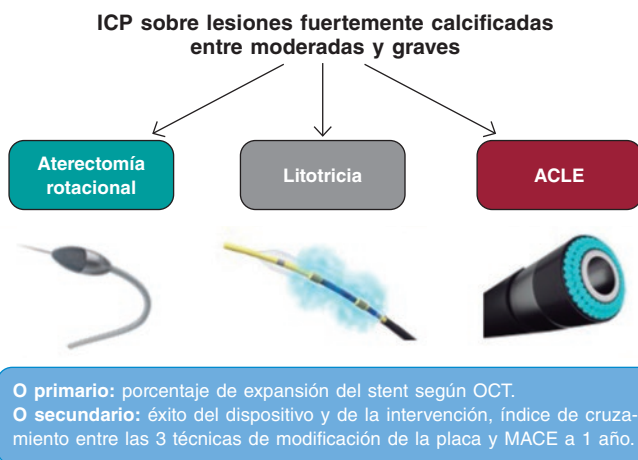 ICP sobre lesiones fuertemente calcificadas
entre moderadas y graves
Aterectomía
rotacional
Litotricia
ACLE
O primario: porcentaje de expansión del stent según OCT.
O secundario: éxito del dispositivo y de la intervención, índice de cruza-
miento entre las 3 técnicas de modificación de la placa y MACE a 1 año.